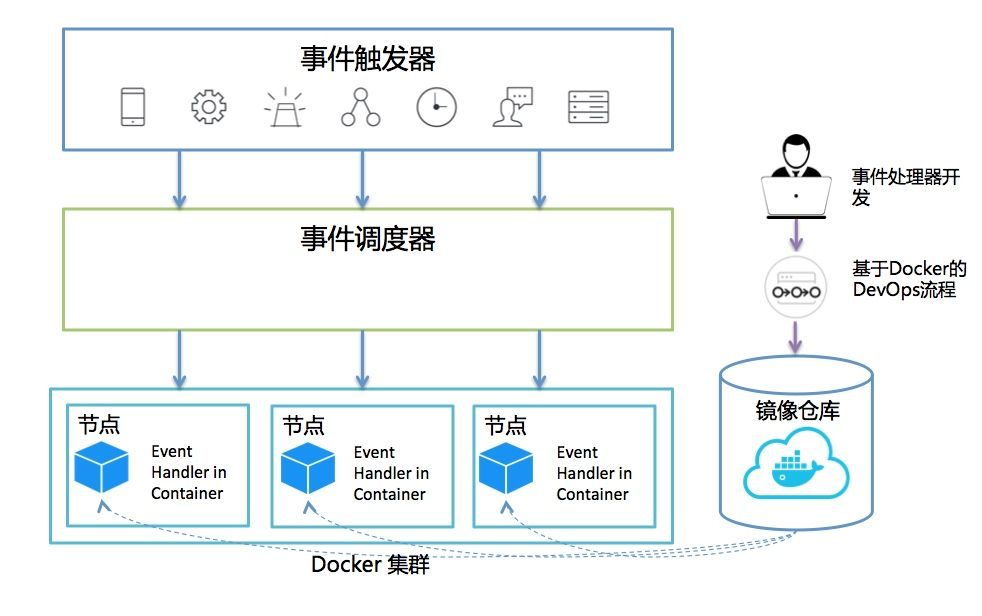 事件触发器
事件处理器开
发
事件调度器
基于Docker的
DevOps流程
镜像仓库
节点
Event
Handler in
Container
节点
Event
Handler in
Container
节点
Event
Handler in
Container
Docker 集群